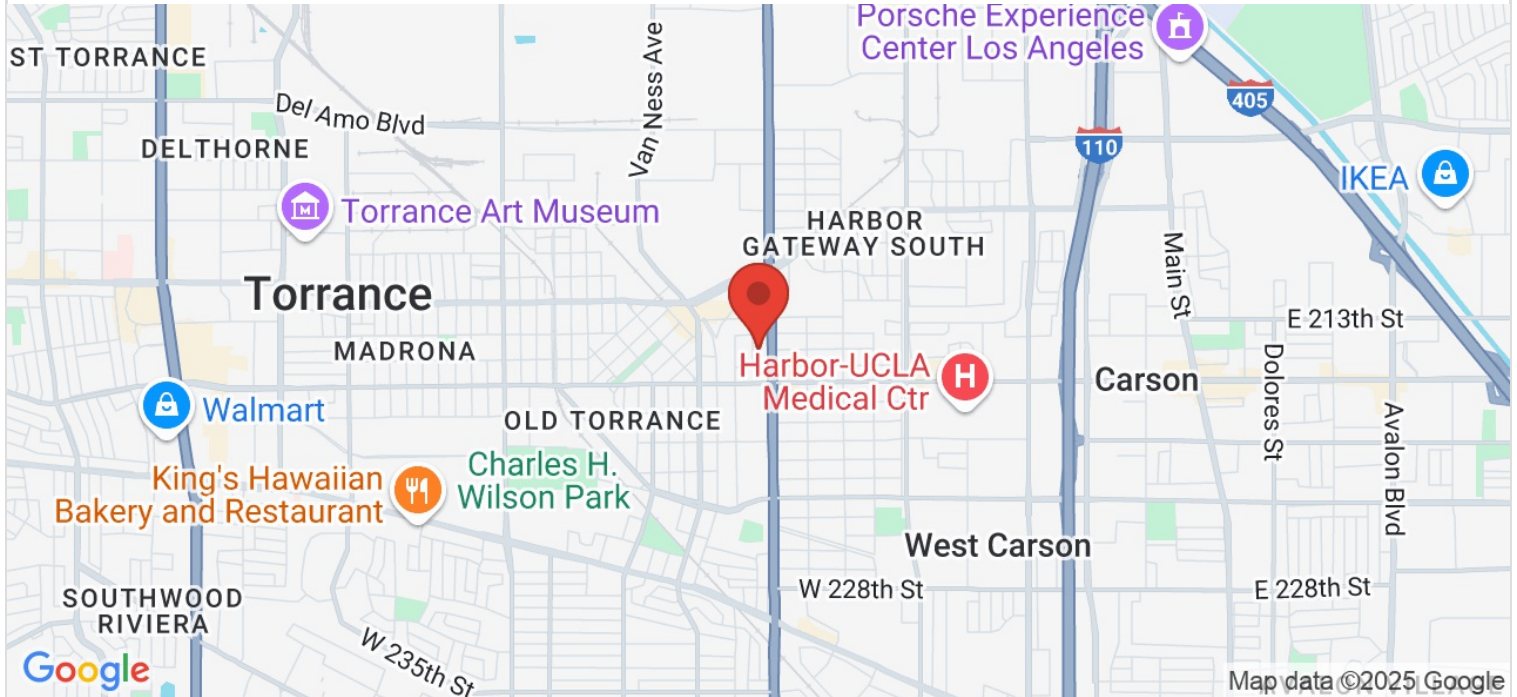 Porsche Experience
Center Los Angeles
ST TORRANCE
Van Ness Ave
405
Del Amo Blvd
110
DELTHORNE
IKEA
M
Torrance Art Museum
HARBOR
GATEWAY SOUTH
Main St
Torrance
E 213th St
MADRONA
Harbor-UCLA
Medical Ctr
H
Carson
Dolores St
Walmart
OLD TORRANCE
Avalon Blvd
King's Hawaiian
Bakery and Restaurant
Charles H.
Wilson Park
West Carson
W 228th St
E 228th St
SOUTHWOOD
RIVIERA
W 235th St
Google
Map data ©2025 Google